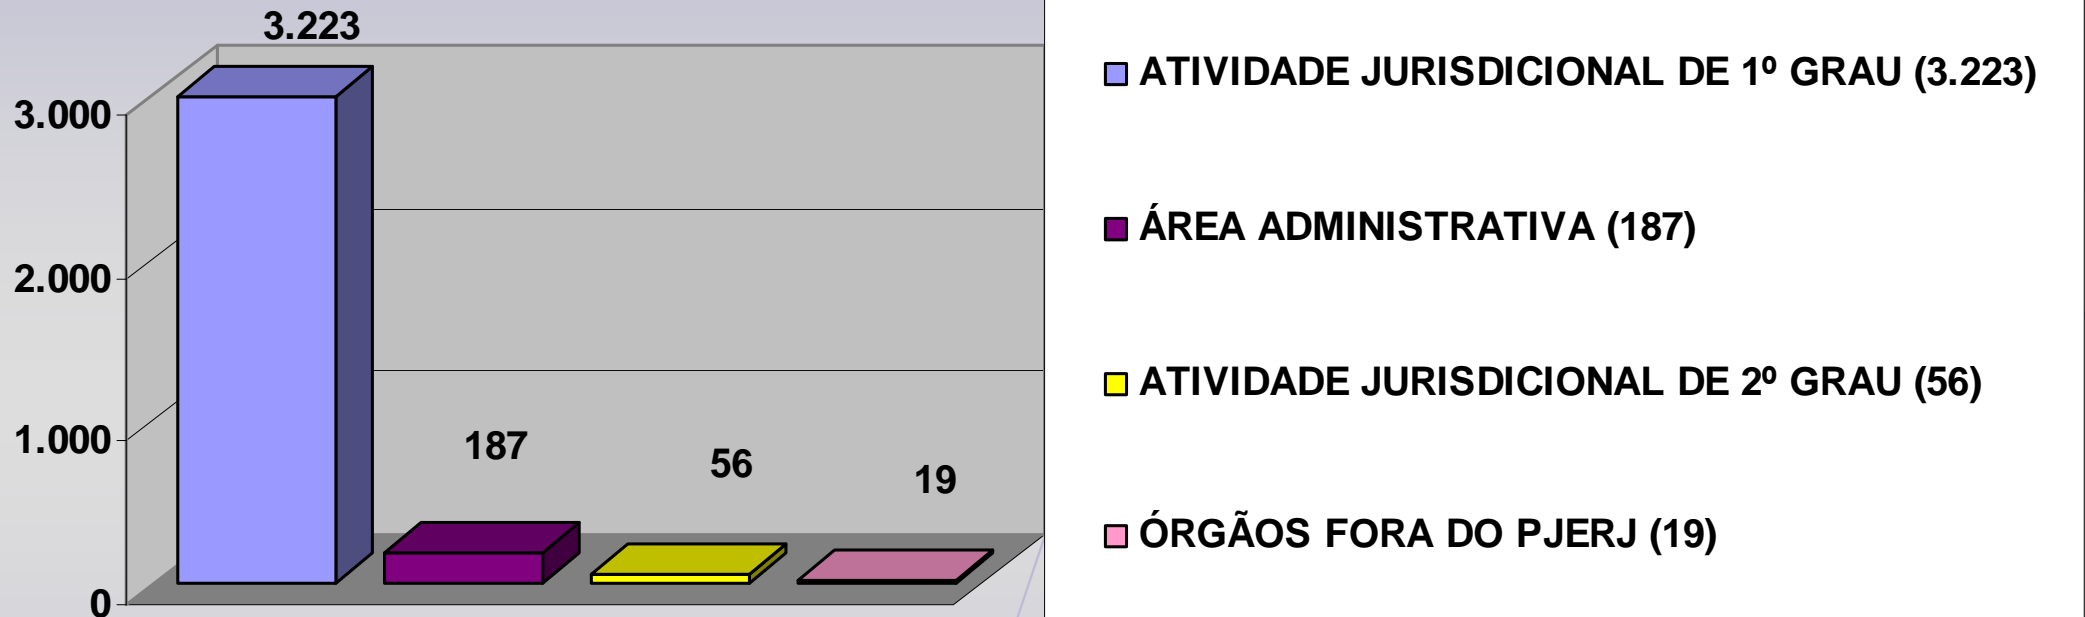 3.223
3.000
2.000
1.000
0
187
56
19
ATIVIDADE JURISDICIONAL DE 1º GRAU (3.223)
ÁREA ADMINISTRATIVA (187)
ATIVIDADE JURISDICIONAL DE 2º GRAU (56)
ÓRGÃOS FORA DO PJERJ (19)